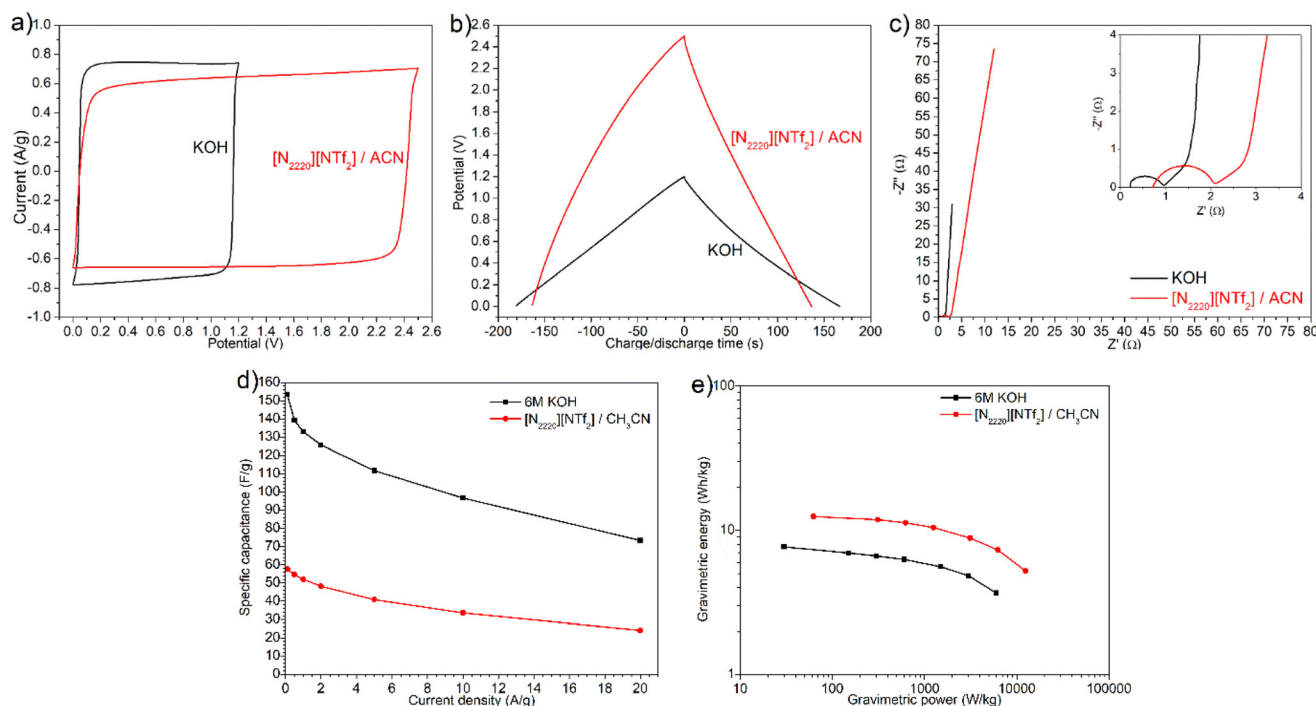 a)
1.0
0.8
0.6
0.4
0.2
0.0
-0.2
-0.4
-0.6
-0.8
-1.0
Current (A/g)
KOH
[N2220][NTf2] / ACN
0.0 0.2 0.4 0.6 0.8 1.0 1.2 1.4 1.6 1.8 2.0 2.2 2.4 2.6
Potential (V)
b)
2.6
2.4
2.2
2.0
1.8
1.6
1.4
1.2
1.0
0.8
0.6
0.4
0.2
0.0
Potential (V)
[N2220][NTf2] / ACN
KOH
-200 -150 -100 -50 0 50 100 150 200
Charge/discharge time (s)
c)
80
75
70
65
60
55
50
45
40
35
30
25
20
15
10
5
0
-Z'' (Ω)
4
3
2
1
0
-Z'' (Ω)
0 1 2 3 4
Z' (Ω)
KOH
[N2220][NTf2] / ACN
0 5 10 15 20 25 30 35 40 45 50 55 60 65 70 75 80
Z' (Ω)
d)
160
150
140
130
120
110
100
90
80
70
60
50
40
30
20
10
0
Specific capacitance (F/g)
6M KOH
[N2220][NTf2] / CH3CN
0 2 4 6 8 10 12 14 16 18 20
Current density (A/g)
e)
100
10
1
Gravimetric energy (Wh/kg)
6M KOH
[N2220][NTf2] / CH3CN
10 100 1000 10000 100000
Gravimetric power (W/kg)